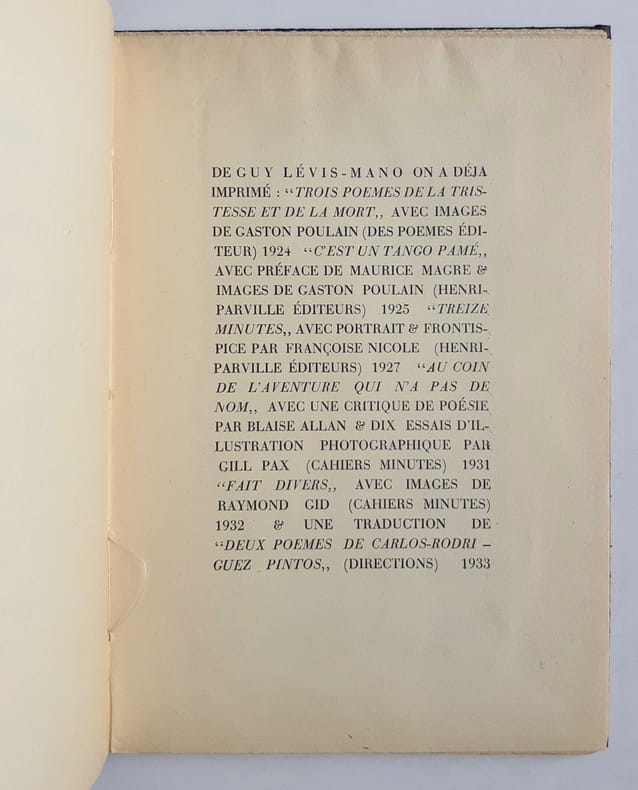 DE GUY LÉVIS-MANO ON A DÉJA
IMPRIMÉ : “TROIS POEMES DE LA TRIS-
TESSE ET DE LA MORT,, AVEC IMAGES
DE GASTON POULAIN (DES POEMES ÉDI-
TEUR) 1924 “C’EST UN TANGO PAMÉ,,
AVEC PRÉFACE DE MAURICE MAGRE &
IMAGES DE GASTON POULAIN (HENRI-
PARVILLE ÉDITEURS) 1925 “TREIZE
MINUTES,, AVEC PORTRAIT & FRONTIS-
PICE PAR FRANÇOISE NICOLE (HENRI-
PARVILLE ÉDITEURS) 1927 “AU COIN
DE L’AVENTURE QUI N’A PAS DE
NOM,, AVEC UNE CRITIQUE DE POÉSIE
PAR BLAISE ALLAN & DIX ESSAIS D’IL-
LUSTRATION PHOTOGRAPHIQUE PAR
GILL PAX (CAHIERS MINUTES) 1931
“FAIT DIVERS,, AVEC IMAGES DE
RAYMOND GID (CAHIERS MINUTES)
1932 & UNE TRADUCTION DE
“DEUX POEMES DE CARLOS-RODRI –
GUEZ PINTOS,, (DIRECTIONS) 1933